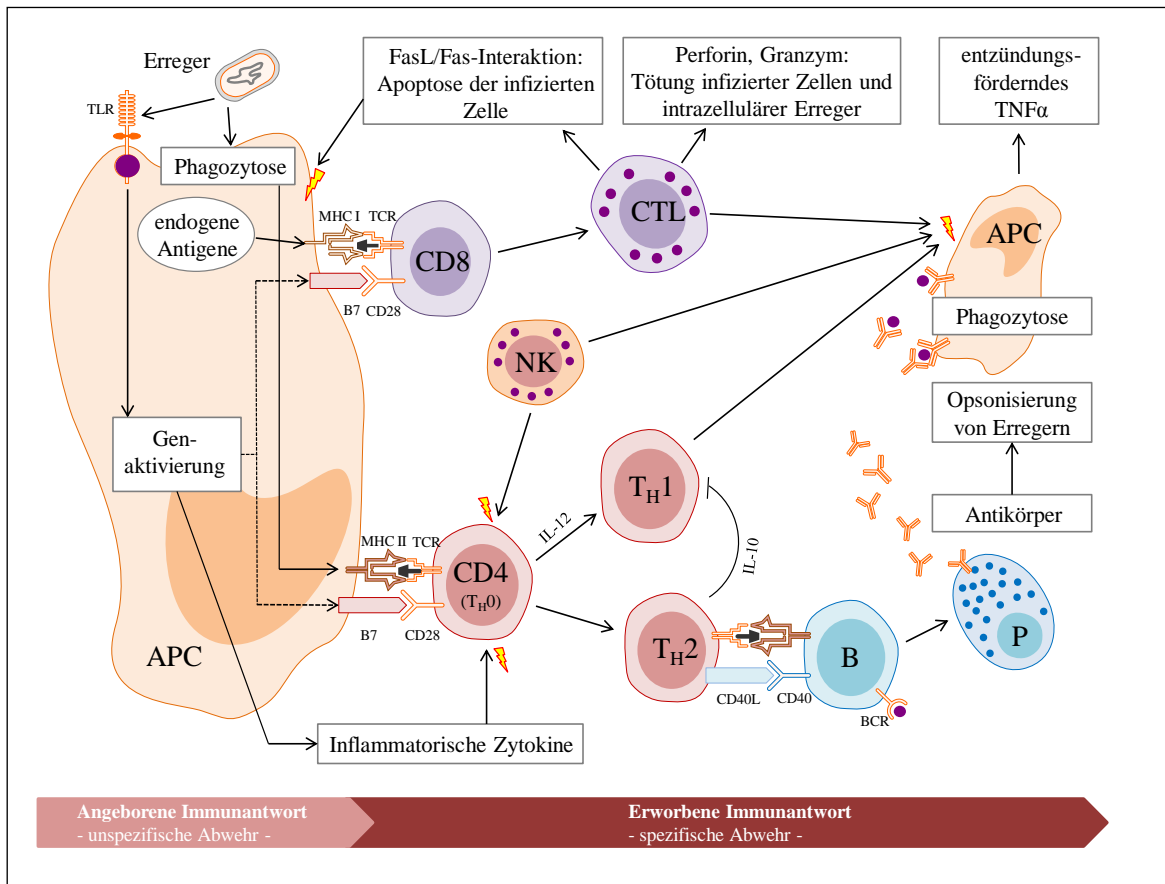 FasL/Fas-Interaktion:
Apoptose der infizierten
Zelle
Perforin, Granzym:
Tötung infizierter Zellen und
intrazellulärer Erreger
entzündungs-
förderndes
TNFα
Erreger
TLR
Phagozytose
endogene
Antigene
MHC I
TCR
CD8
B7
CD28
CTL
APC
Phagozytose
NK
Opsonisierung
von Erregern
Antikörper
Gen-
aktivierung
TH1
IL-12
IL-10
MHC II
TCR
CD4
(TH0)
B7
CD28
APC
TH2
B
P
CD40L
CD40
BCR
Inflammatorische Zytokine
Angeborene Immunantwort
- unspezifische Abwehr -
Erworbene Immunantwort
- spezifische Abwehr -